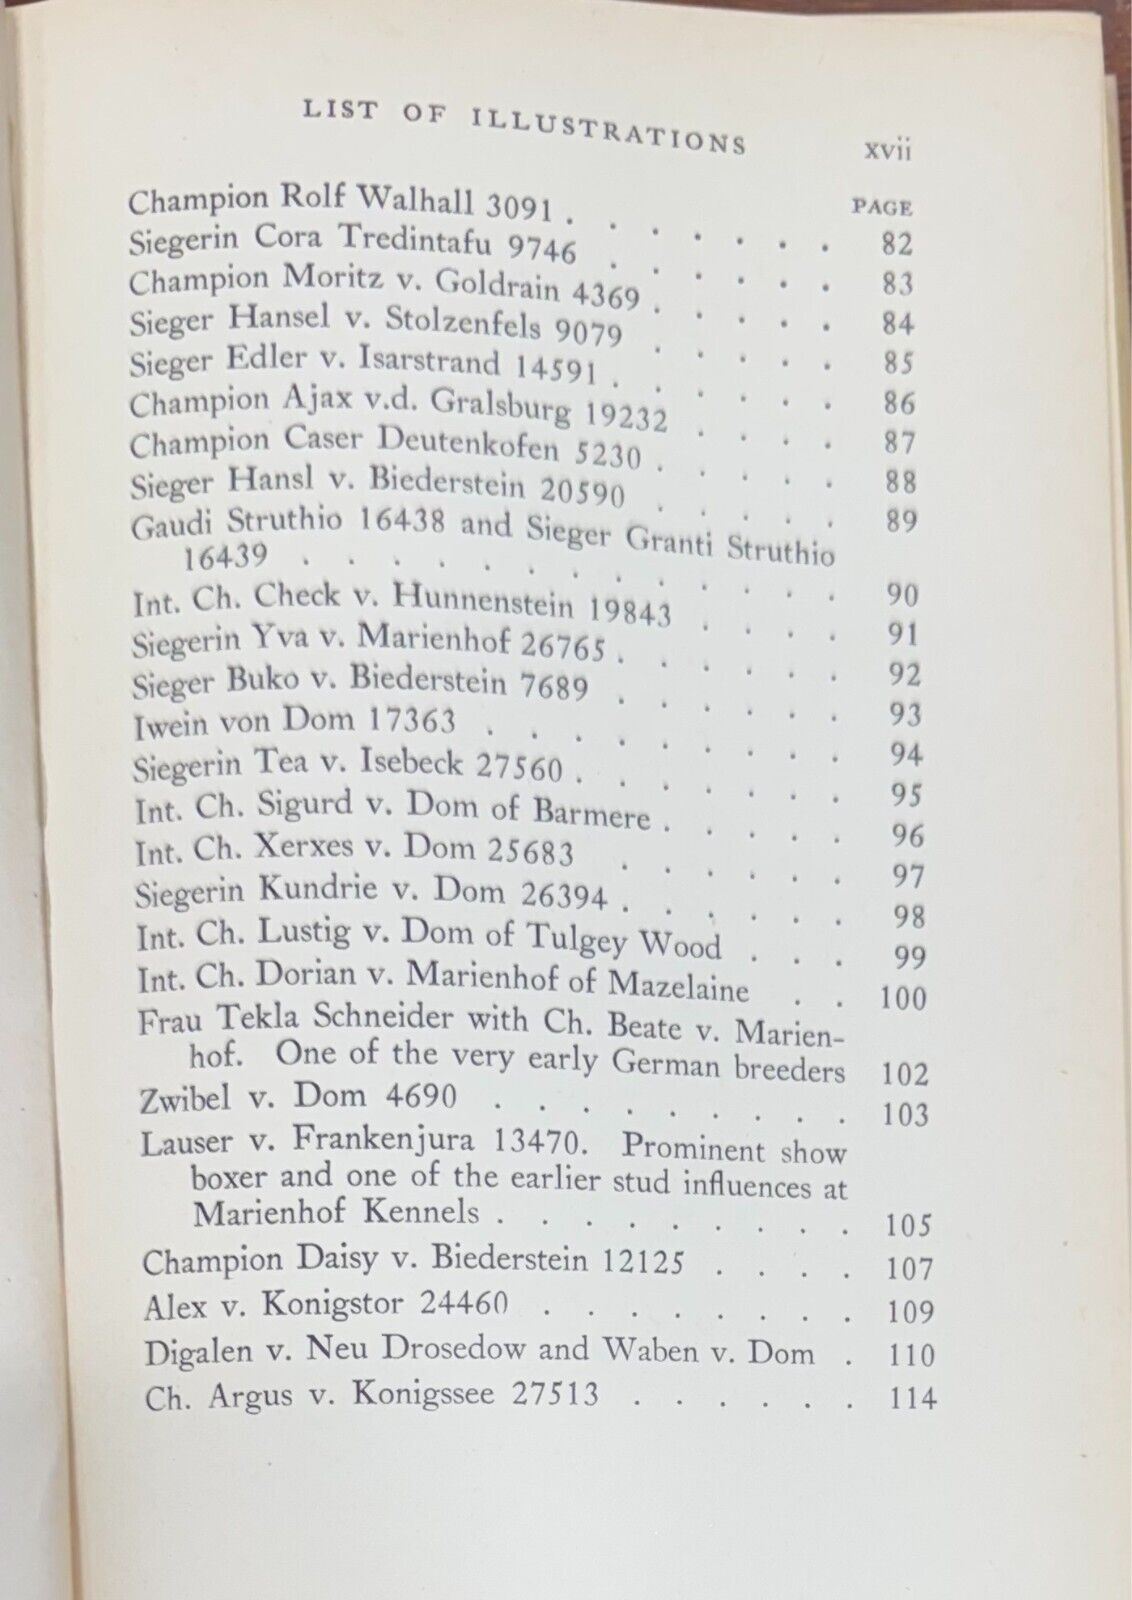 LIST OF ILLUSTRATIONS xvii
PAGE
Champion Rolf Walhall 3091 . . . . . . . 82
Siegerin Cora Tredintafu 9746 . . . . . . 83
Champion Moritz v. Goldrain 4369 . . . . . 84
Sieger Hansel v. Stolzenfels 9079 . . . . . 85
Sieger Edler v. Isarstrand 14591 . . . . . . 86
Champion Ajax v.d. Gralsburg 19232 . . . . 87
Champion Caser Deutenkofen 5230 . . . . . 88
Sieger Hansl v. Biederstein 20590 . . . . . 89
Gaudi Struthio 16438 and Sieger Granti Struthio
16439 . . . . . . . . . . . . . 90
Int. Ch. Check v. Hunnenstein 19843 . . . . 91
Siegerin Yva v. Marienhof 26765 . . . . . . 92
Sieger Buko v. Biederstein 7689 . . . . . . 93
Iwein von Dom 17363 . . . . . . . . . 94
Siegerin Tea v. Isebeck 27560 . . . . . . . 95
Int. Ch. Sigurd v. Dom of Barmere . . . . . 96
Int. Ch. Xerxes v. Dom 25683 . . . . . . 97
Siegerin Kundrie v. Dom 26394 . . . . . . 98
Int. Ch. Lustig v. Dom of Tulgey Wood . . . 99
Int. Ch. Dorian v. Marienhof of Mazelaine . . 100
Frau Tekla Schneider with Ch. Beate v. Marien-
hof. One of the very early German breeders 102
Zwibel v. Dom 4690 . . . . . . . . . 103
Lauser v. Frankenjura 13470. Prominent show
boxer and one of the earlier stud influences at
Marienhof Kennels . . . . . . . . . 105
Champion Daisy v. Biederstein 12125 . . . . 107
Alex v. Konigstor 24460 . . . . . . . . 109
Digalen v. Neu Drosedow and Waben v. Dom . 110
Ch. Argus v. Konigssee 27513 . . . . . . 114